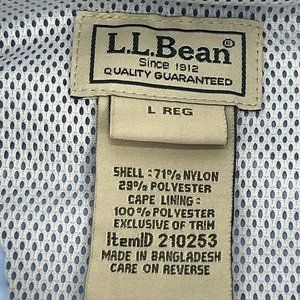 L.L.Bean®
Since 1912
QUALITY GUARANTEED
L REG
SHELL : 71% NYLON
29% POLYESTER
CAPE LINING :
100% POLYESTER
EXCLUSIVE OF TRIM
ItemID 210253
MADE IN BANGLADESH
CARE ON REVERSE